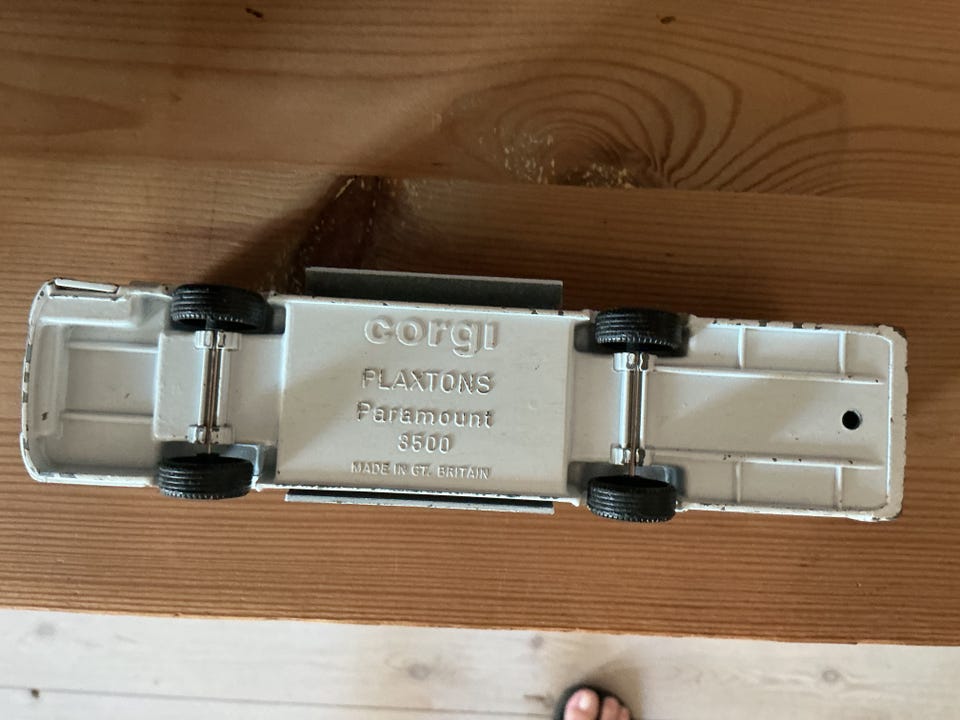 corgi
PLAXTONS
Paramount
3500
MADE IN GT. BRITAIN